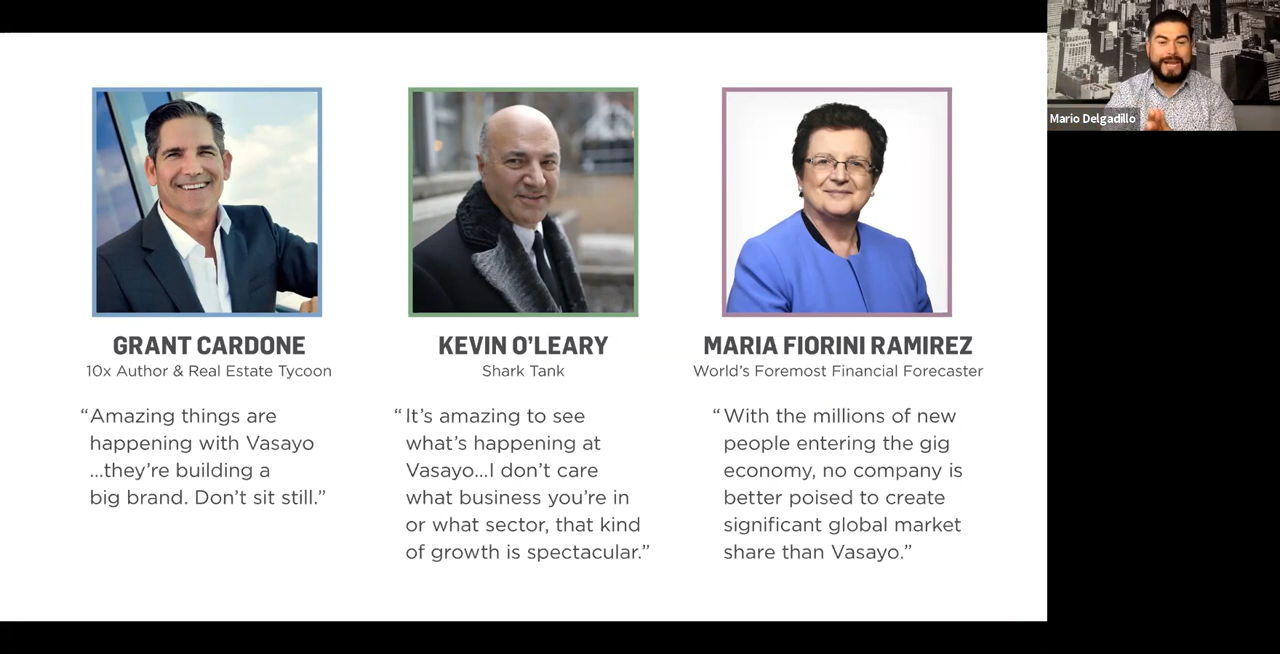 Mario Delgadillo
GRANT CARDONE
10x Author & Real Estate Tycoon
“Amazing things are
happening with Vasayo
...they’re building a
big brand. Don’t sit still.”
KEVIN O’LEARY
Shark Tank
“It’s amazing to see
what’s happening at
Vasayo...I don’t care
what business you’re in
or what sector, that kind
of growth is spectacular.”
MARIA FIORINI RAMIREZ
World’s Foremost Financial Forecaster
“With the millions of new
people entering the gig
economy, no company is
better poised to create
significant global market
share than Vasayo.”